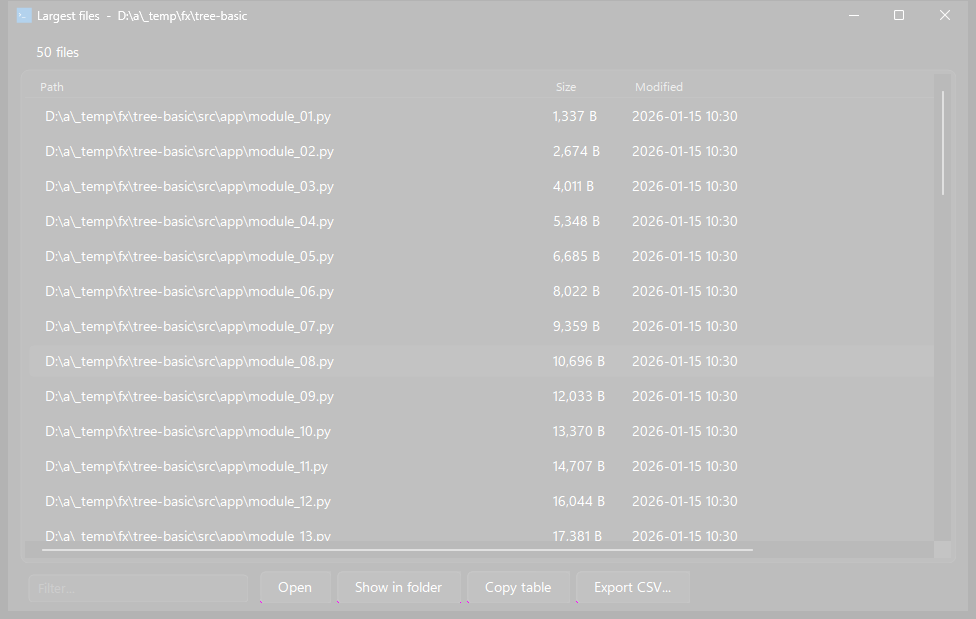 Largest files - D:\a\_temp\fx\tree-basic
50 files
Path Size Modified
D:\a\_temp\fx\tree-basic\src\app\module_01.py 1,337 B 2026-01-15 10:30
D:\a\_temp\fx\tree-basic\src\app\module_02.py 2,674 B 2026-01-15 10:30
D:\a\_temp\fx\tree-basic\src\app\module_03.py 4,011 B 2026-01-15 10:30
D:\a\_temp\fx\tree-basic\src\app\module_04.py 5,348 B 2026-01-15 10:30
D:\a\_temp\fx\tree-basic\src\app\module_05.py 6,685 B 2026-01-15 10:30
D:\a\_temp\fx\tree-basic\src\app\module_06.py 8,022 B 2026-01-15 10:30
D:\a\_temp\fx\tree-basic\src\app\module_07.py 9,359 B 2026-01-15 10:30
D:\a\_temp\fx\tree-basic\src\app\module_08.py 10,696 B 2026-01-15 10:30
D:\a\_temp\fx\tree-basic\src\app\module_09.py 12,033 B 2026-01-15 10:30
D:\a\_temp\fx\tree-basic\src\app\module_10.py 13,370 B 2026-01-15 10:30
D:\a\_temp\fx\tree-basic\src\app\module_11.py 14,707 B 2026-01-15 10:30
D:\a\_temp\fx\tree-basic\src\app\module_12.py 16,044 B 2026-01-15 10:30
D:\a\_temp\fx\tree-basic\src\app\module_13.py 17,381 B 2026-01-15 10:30
Filter... Open Show in folder Copy table Export CSV...